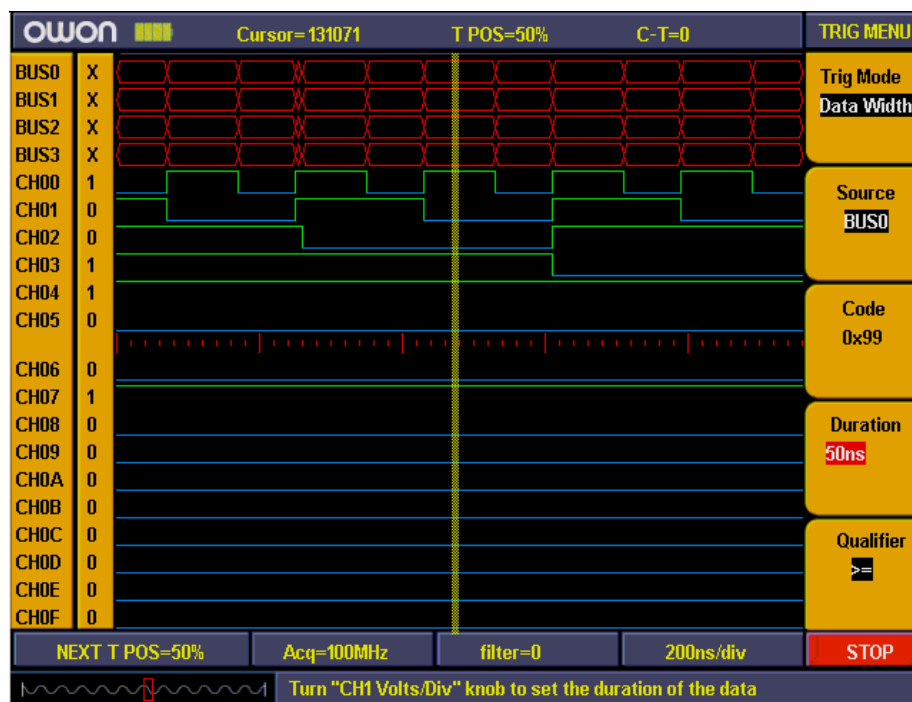 owon Cursor=131071 T POS=50% C-T=0 TRIG MENU
BUS0 X
BUS1 X
BUS2 X
BUS3 X
CH00 1
CH01 0
CH02 0
CH03 1
CH04 1
CH05 0
CH06 0
CH07 1
CH08 0
CH09 0
CH0A 0
CH0B 0
CH0C 0
CH0D 0
CH0E 0
CH0F 0
Trig Mode
Data Width
Source
BUS0
Code
0x99
Duration
50ns
Qualifier
>=
NEXT T POS=50% Acq=100MHz filter=0 200ns/div STOP
Turn "CH1 Volts/Div" knob to set the duration of the data